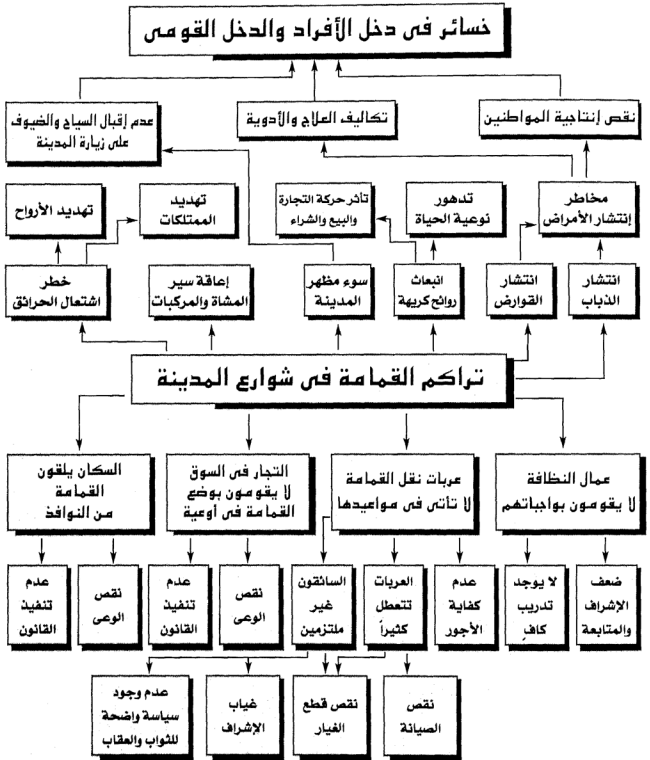 خسائر فى دخل الأفراد والدخل القومى
نقص إنتاجية المواطنين
تكاليف العلاج والأدوية
عدم إقبال السياح والضيوف
على زيارة المدينة
مخاطر
إنتشار الأمراض
تدهور
نوعية الحياة
تأثر حركة التجارة
والبيع والشراء
تهديد
الممتلكات
تهديد الأرواح
انتشار
الذباب
انتشار
القوارض
انبعاث
روائح كريهة
سوء مظهر
المدينة
إعاقة سير
المشاة والمركبات
خطر
اشتعال الحرائق
تراكم القمامة فى شوارع المدينة
عمال النظافة
لا يقومون بواجباتهم
عربات نقل القمامة
لا تأتى فى مواعيدها
التجار فى السوق
لا يقومون بوضع
القمامة فى أوعية
السكان يلقون
القمامة
من النوافذ
ضعف
الإشراف
والمتابعة
لا يوجد
تدريب
كافٍ
عدم
كفاية
الأجور
العربات
تتعطل
كثيراً
السائقون
غير
ملتزمين
نقص
الوعى
عدم
تنفيذ
القانون
نقص
الوعى
عدم
تنفيذ
القانون
نقص
الصيانة
نقص قطع
الغيار
غياب
الإشراف
عدم وجود
سياسة واضحة
للثواب والعقاب